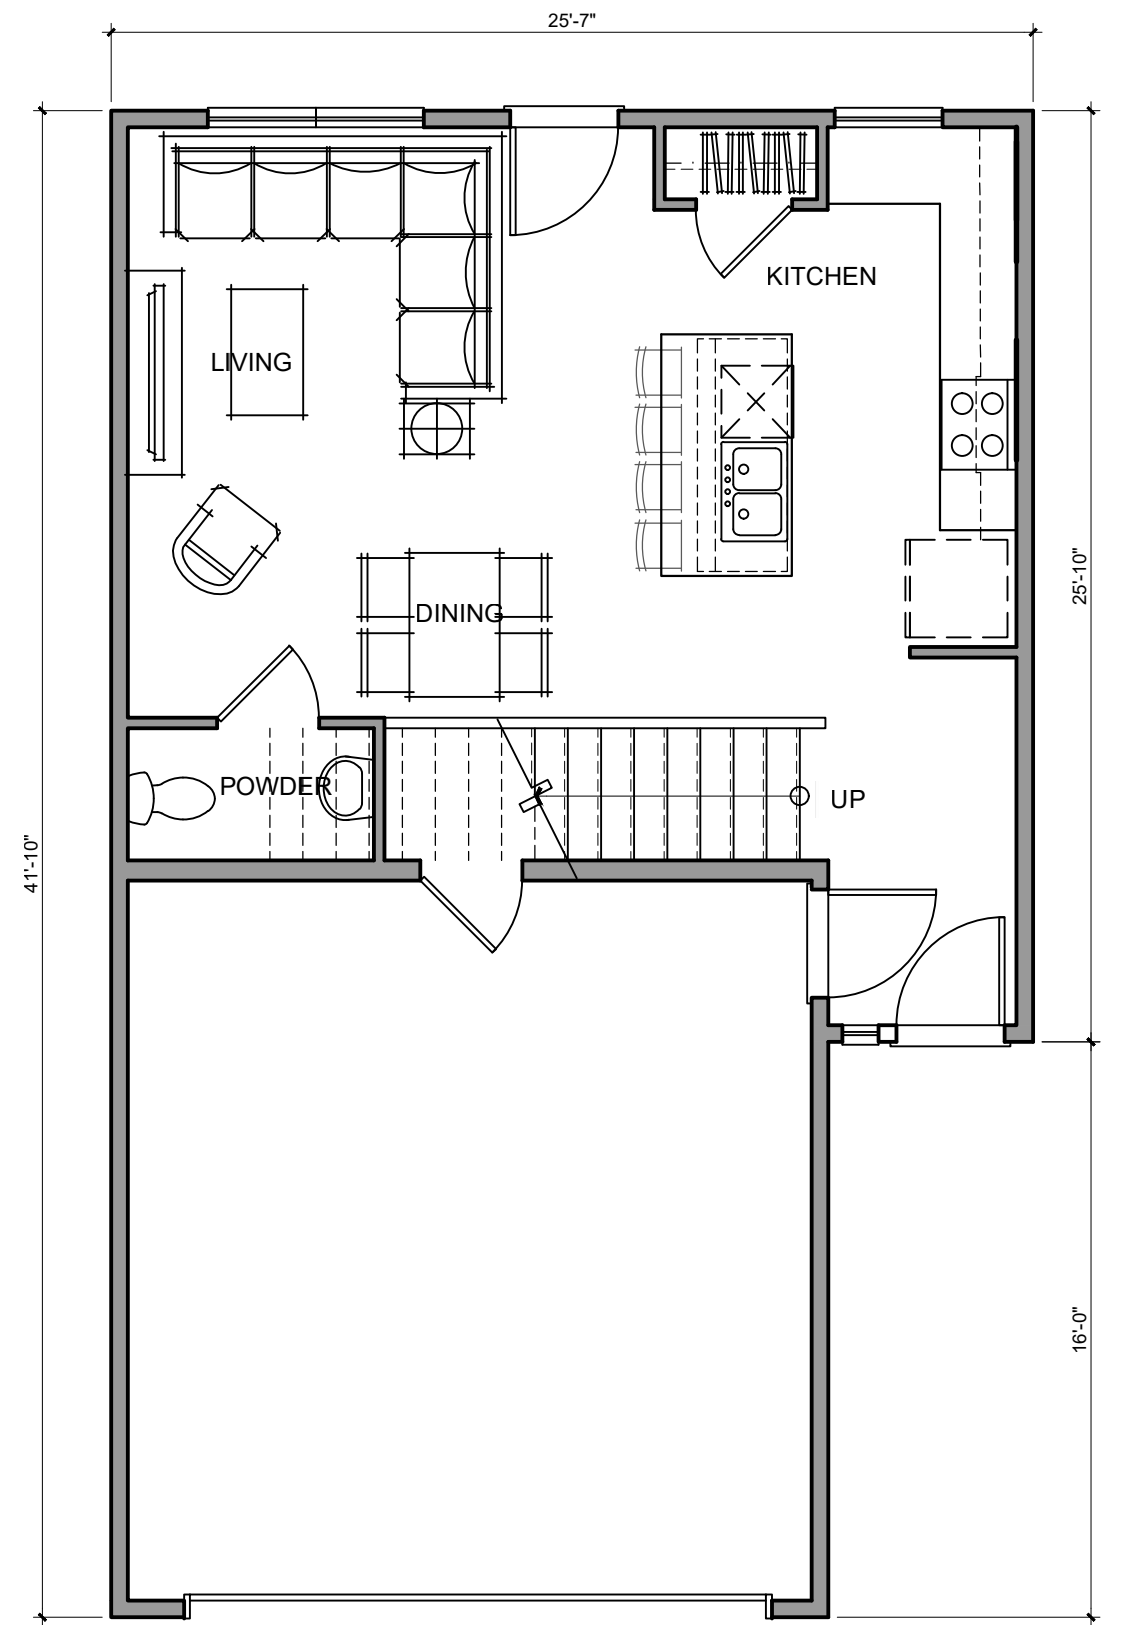 25'-7"
KITCHEN
LIVING
25'-10"
DINING
POWDER
UP
41'-10"
16'-0"